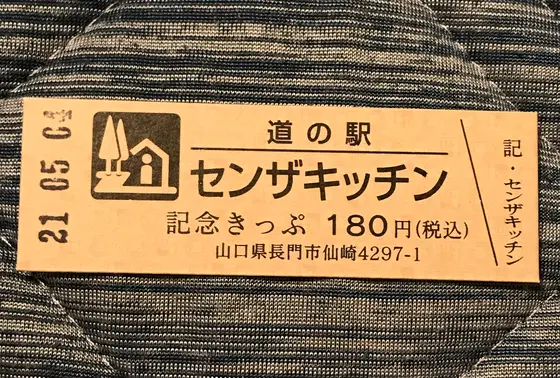 21 05 04
道の駅
センザキッチン
記念きっぷ 180円(税込)
山口県長門市仙崎4297-1
記・センザキッチン